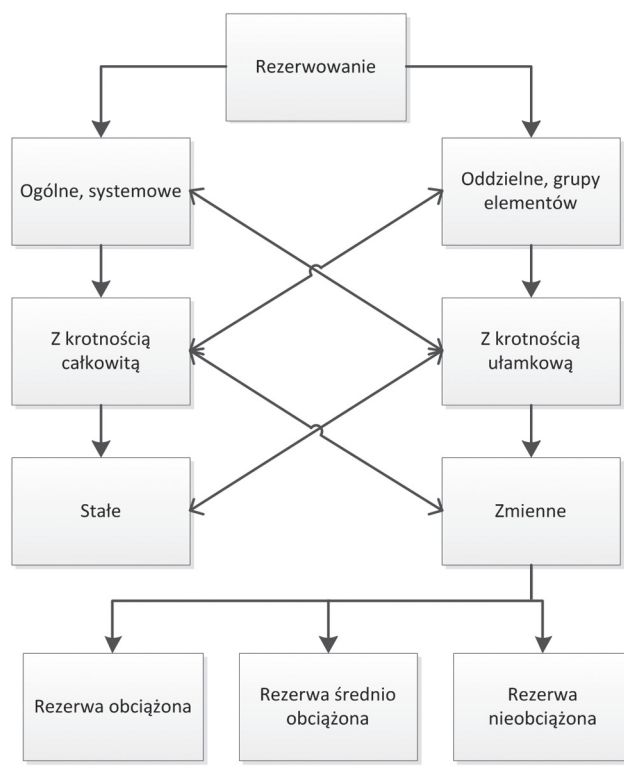 Rezerwowanie
Ogólne, systemowe
Oddzielne, grupy
elementów
Z krotnością
całkowitą
Z krotnością
ułamkową
Stałe
Zmienne
Rezerwa obciążona
Rezerwa średnio
obciążona
Rezerwa
nieobciążona